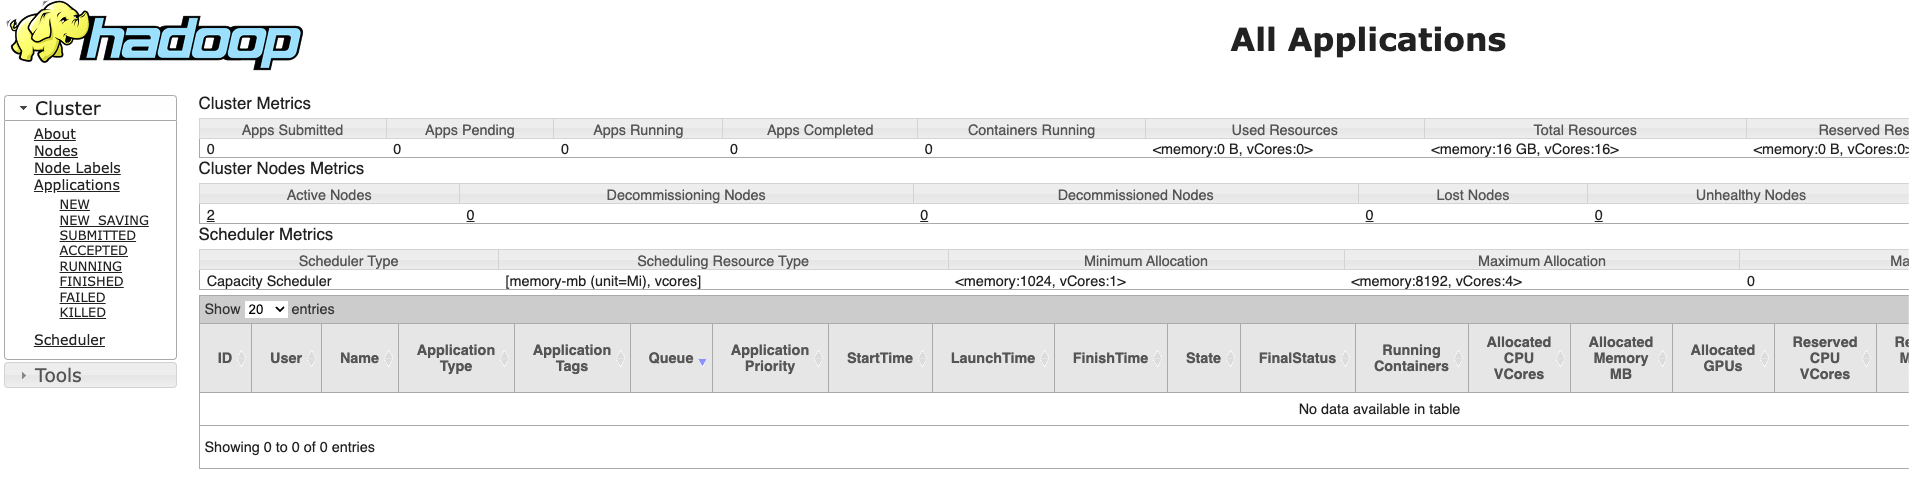 hadoop
All Applications
Cluster
About
Nodes
Node Labels
Applications
NEW
NEW_SAVING
SUBMITTED
ACCEPTED
RUNNING
FINISHED
FAILED
KILLED
Scheduler
Tools
Cluster Metrics
Apps Submitted Apps Pending Apps Running Apps Completed Containers Running Used Resources Total Resources Reserved Res
0 0 0 0 0 <memory:0 B, vCores:0> <memory:16 GB, vCores:16> <memory:0 B, vCores:0>
Cluster Nodes Metrics
Active Nodes Decommissioning Nodes Decommissioned Nodes Lost Nodes Unhealthy Nodes
2 0 0 0 0
Scheduler Metrics
Scheduler Type Scheduling Resource Type Minimum Allocation Maximum Allocation Ma
Capacity Scheduler [memory-mb (unit=Mi), vcores] <memory:1024, vCores:1> <memory:8192, vCores:4> 0
Show 20 entries
ID User Name Application Type Application Tags Queue Application Priority StartTime LaunchTime FinishTime State FinalStatus Running Containers Allocated CPU VCores Allocated Memory MB Allocated GPUs Reserved CPU VCores Re
No data available in table
Showing 0 to 0 of 0 entries